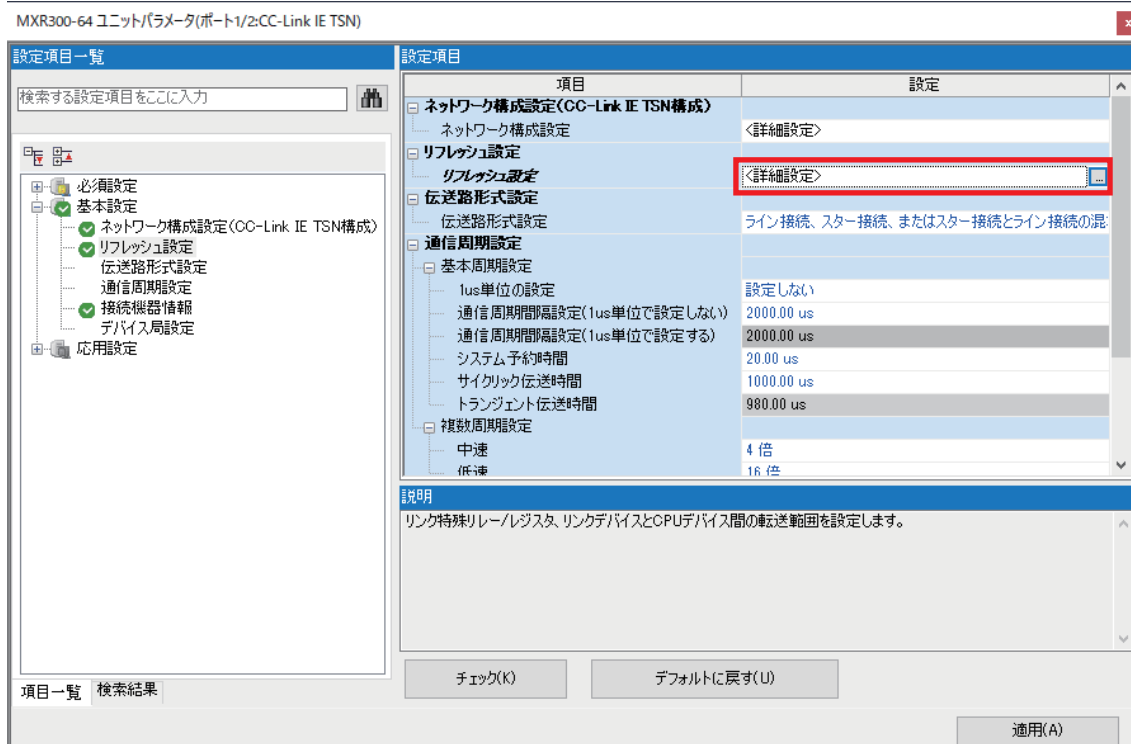 MXR300-64 ユニットパラメータ(ポート1/2:CC-Link IE TSN)
x
設定項目一覧
検索する設定項目をここに入力
必須設定
基本設定
ネットワーク構成設定(CC-Link IE TSN構成)
リフレッシュ設定
伝送路形式設定
通信周期設定
接続機器情報
デバイス局設定
応用設定
項目一覧 検索結果
設定項目
項目 設定
ネットワーク構成設定(CC-Link IE TSN構成)
ネットワーク構成設定 <詳細設定>
リフレッシュ設定
リフレッシュ設定 <詳細設定> ...
伝送路形式設定
伝送路形式設定 ライン接続、スター接続、またはスター接続とライン接続の混
通信周期設定
基本周期設定
1us単位の設定 設定しない
通信周期間隔設定(1us単位で設定しない) 2000.00 us
通信周期間隔設定(1us単位で設定する) 2000.00 us
システム予約時間 20.00 us
サイクリック伝送時間 1000.00 us
トランジェント伝送時間 980.00 us
複数周期設定
中速 4 倍
低速 16 倍
説明
リンク特殊リレー/レジスタ、リンクデバイスとCPUデバイス間の転送範囲を設定します。
チェック(K) デフォルトに戻す(U)
適用(A)